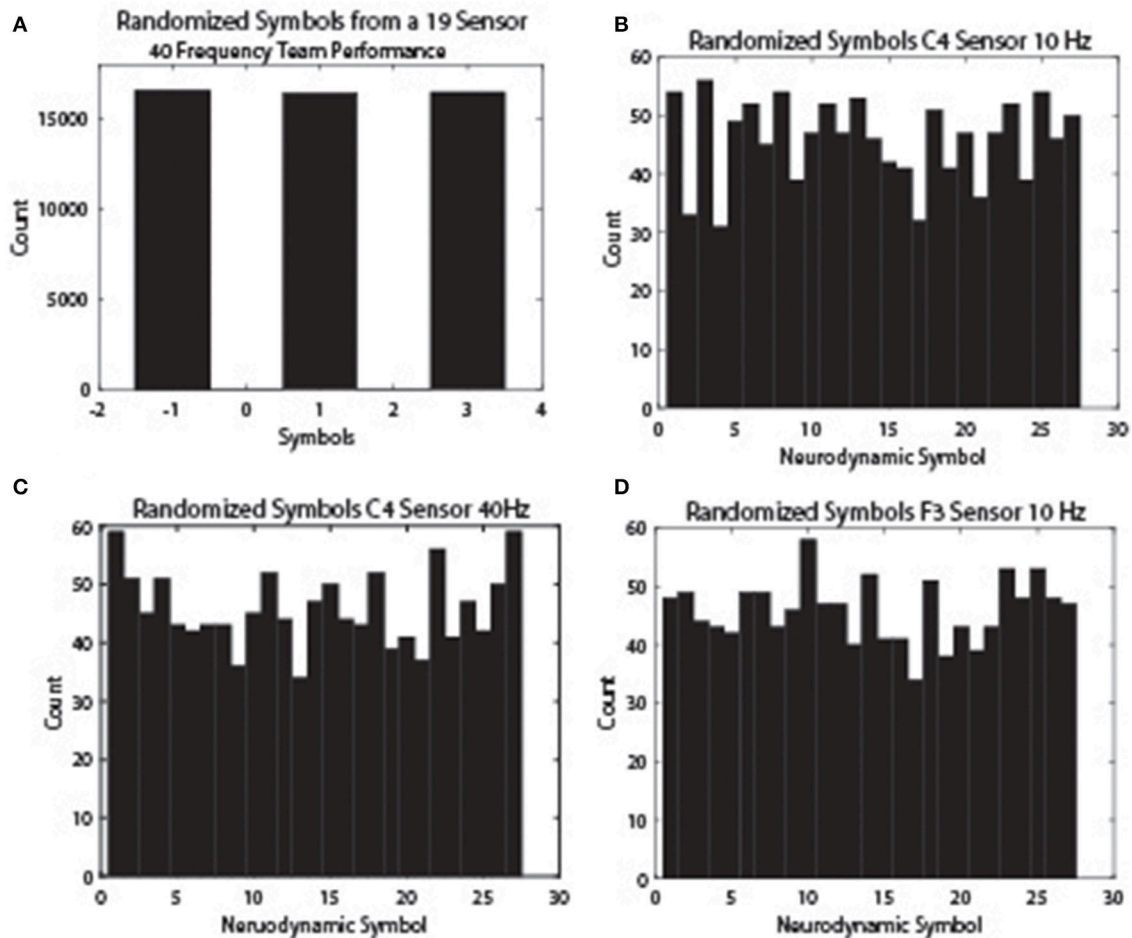 A
Randomized Symbols from a 19 Sensor
40 Frequency Team Performance
15000
10000
5000
0
Count
-2 -1 0 1 2 3 4
Symbols
B
Randomized Symbols C4 Sensor 10 Hz
60
50
40
30
20
10
0
Count
0 5 10 15 20 25 30
Neurodynamic Symbol
C
Randomized Symbols C4 Sensor 40Hz
60
50
40
30
20
10
0
Count
0 5 10 15 20 25 30
Neruodynamic Symbol
D
Randomized Symbols F3 Sensor 10 Hz
60
50
40
30
20
10
0
Count
0 5 10 15 20 25 30
Neurodynamic Symbol